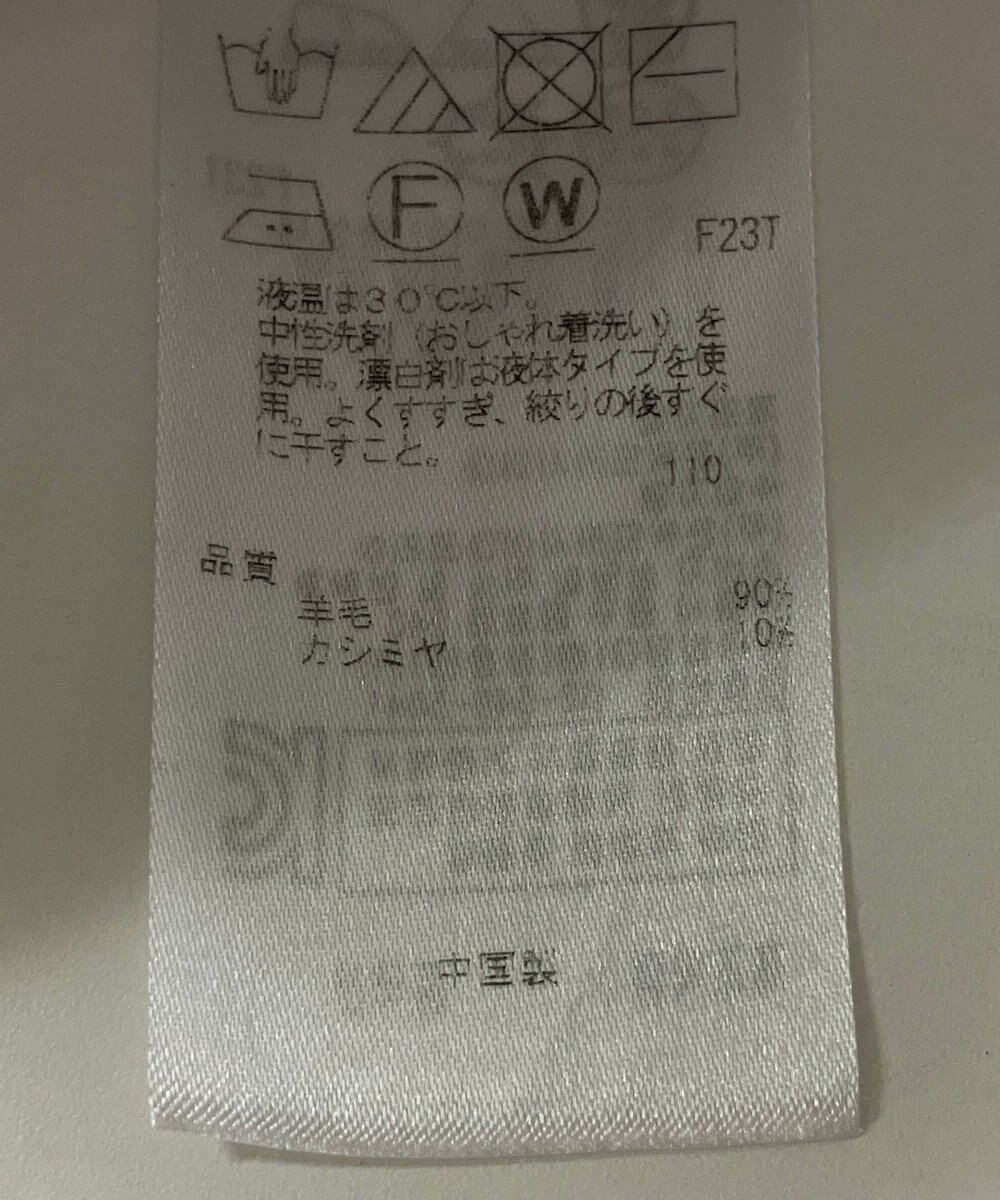 F
W
F23T
液温は３０℃以下。
中性洗剤（おしゃれ着洗い）を
使用。漂白剤は液体タイプを使
用。よくすすぎ、絞りの後すぐ
に干すこと。
110
品質
羊毛 90%
カシミヤ 10%
中国製